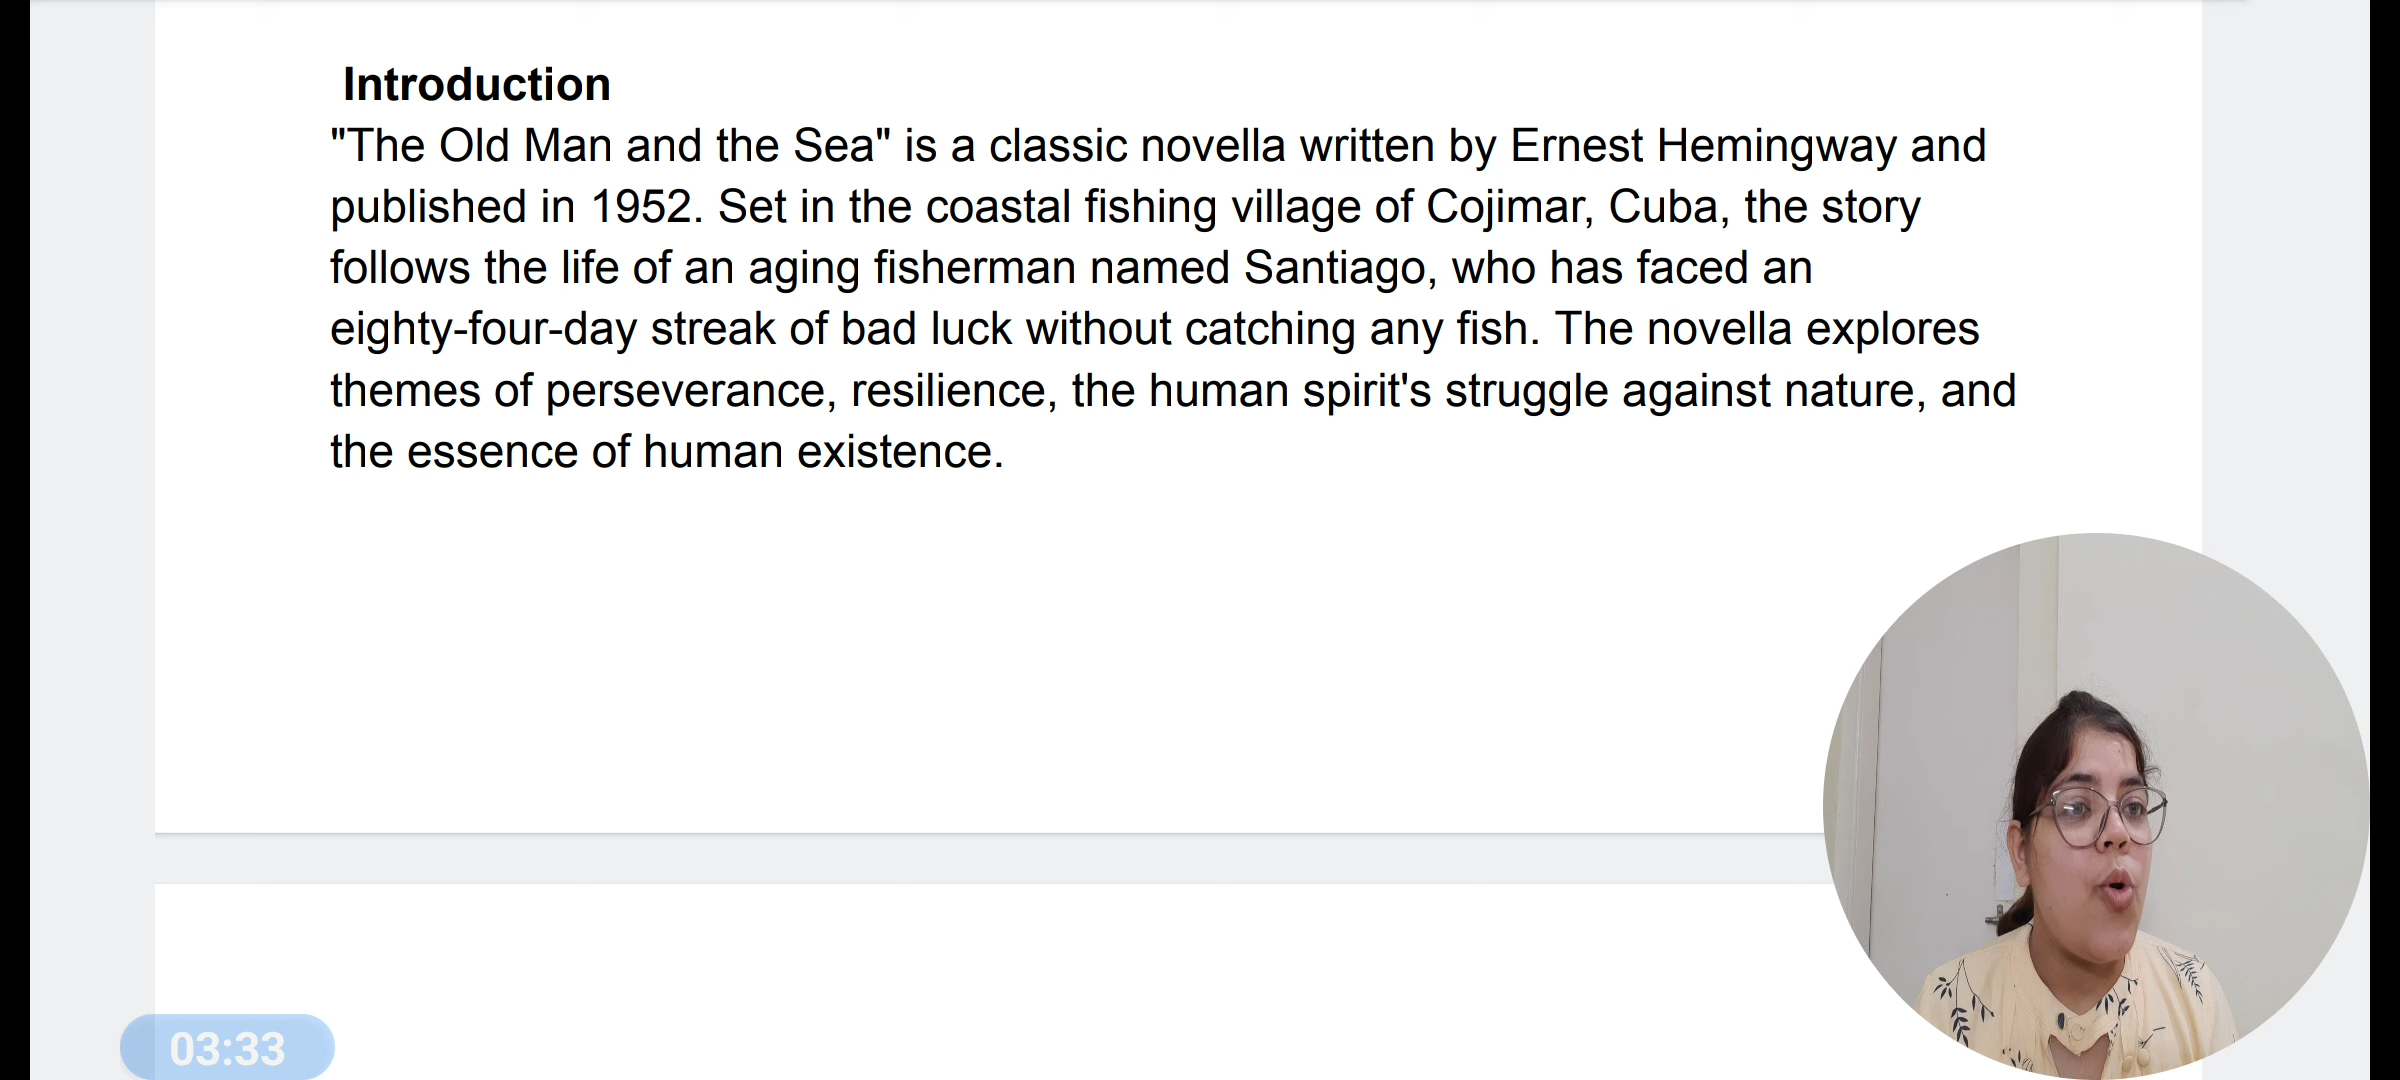 Introduction
"The Old Man and the Sea" is a classic novella written by Ernest Hemingway and
published in 1952. Set in the coastal fishing village of Cojimar, Cuba, the story
follows the life of an aging fisherman named Santiago, who has faced an
eighty-four-day streak of bad luck without catching any fish. The novella explores
themes of perseverance, resilience, the human spirit's struggle against nature, and
the essence of human existence.
03:33